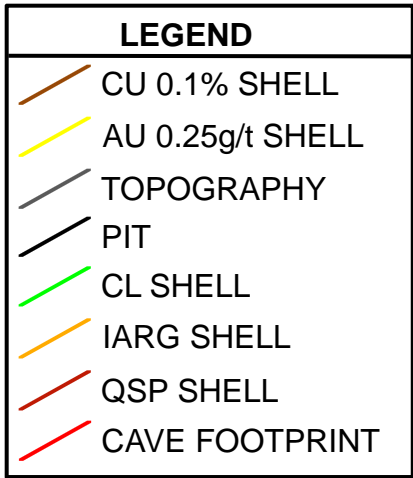 LEGEND
CU 0.1% SHELL
AU 0.25g/t SHELL
TOPOGRAPHY
PIT
CL SHELL
IARG SHELL
QSP SHELL
CAVE FOOTPRINT